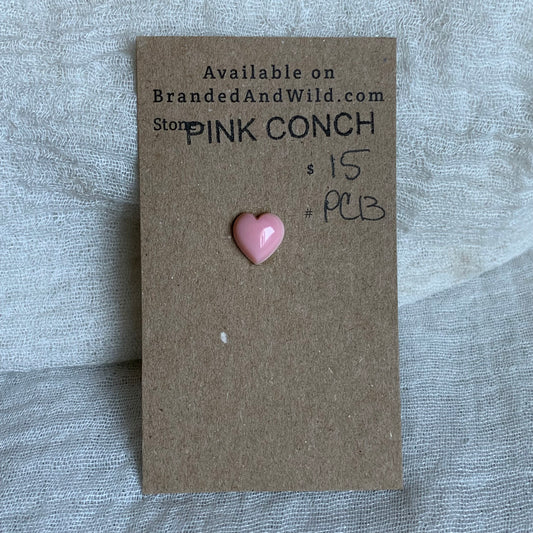 Available on
BrandedAndWild.com
Stone PINK CONCH
$ 15
# PCB